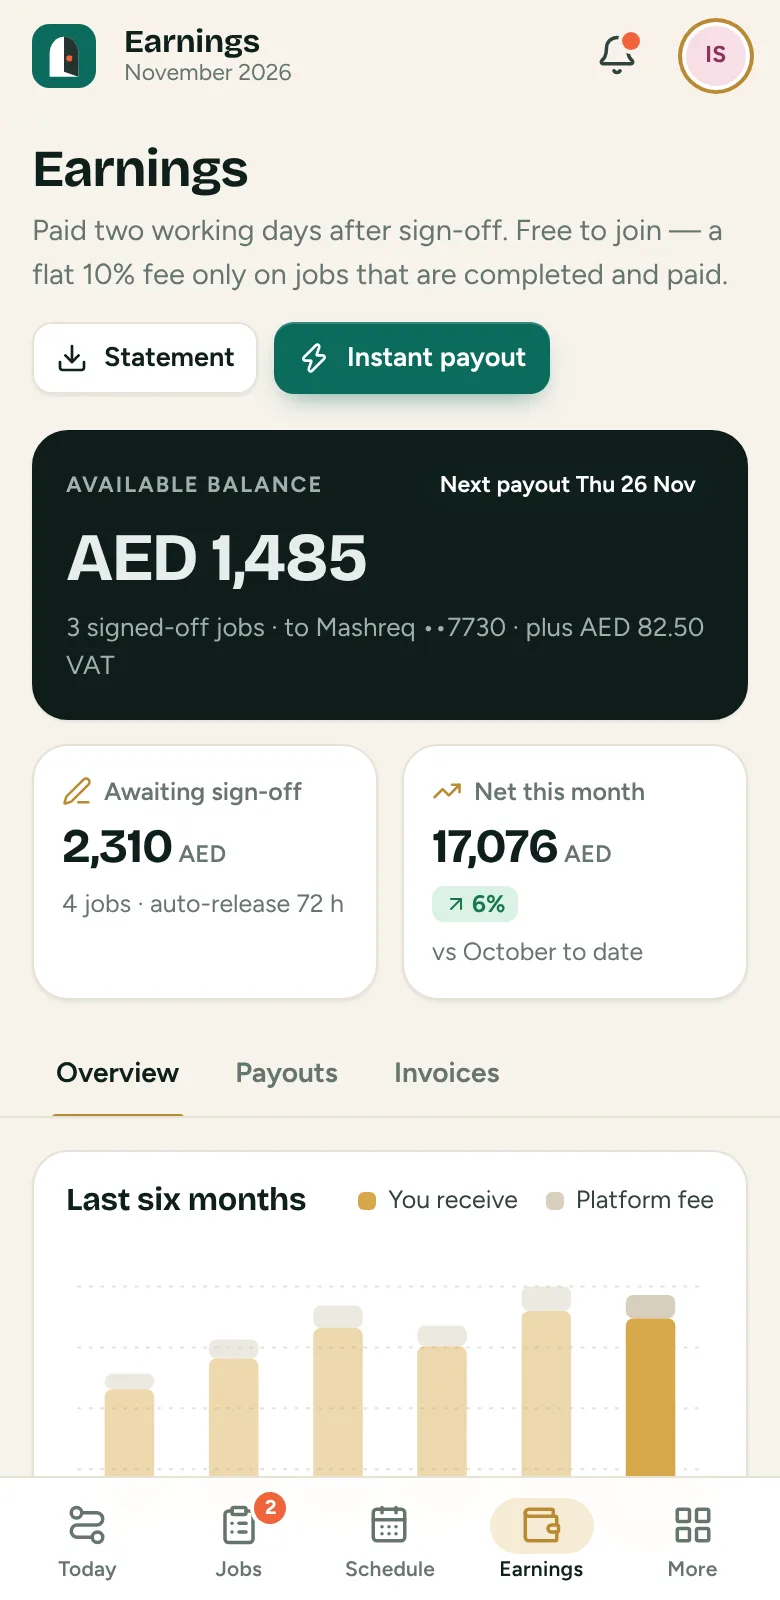 Earnings
November 2026
IS
Earnings
Paid two working days after sign-off. Free to join — a
flat 10% fee only on jobs that are completed and paid.
Statement
Instant payout
AVAILABLE BALANCE
Next payout Thu 26 Nov
AED 1,485
3 signed-off jobs · to Mashreq ••7730 · plus AED 82.50
VAT
Awaiting sign-off
2,310 AED
4 jobs · auto-release 72 h
Net this month
17,076 AED
6%
vs October to date
Overview
Payouts
Invoices
Last six months
You receive
Platform fee
2
Today
Jobs
Schedule
Earnings
More